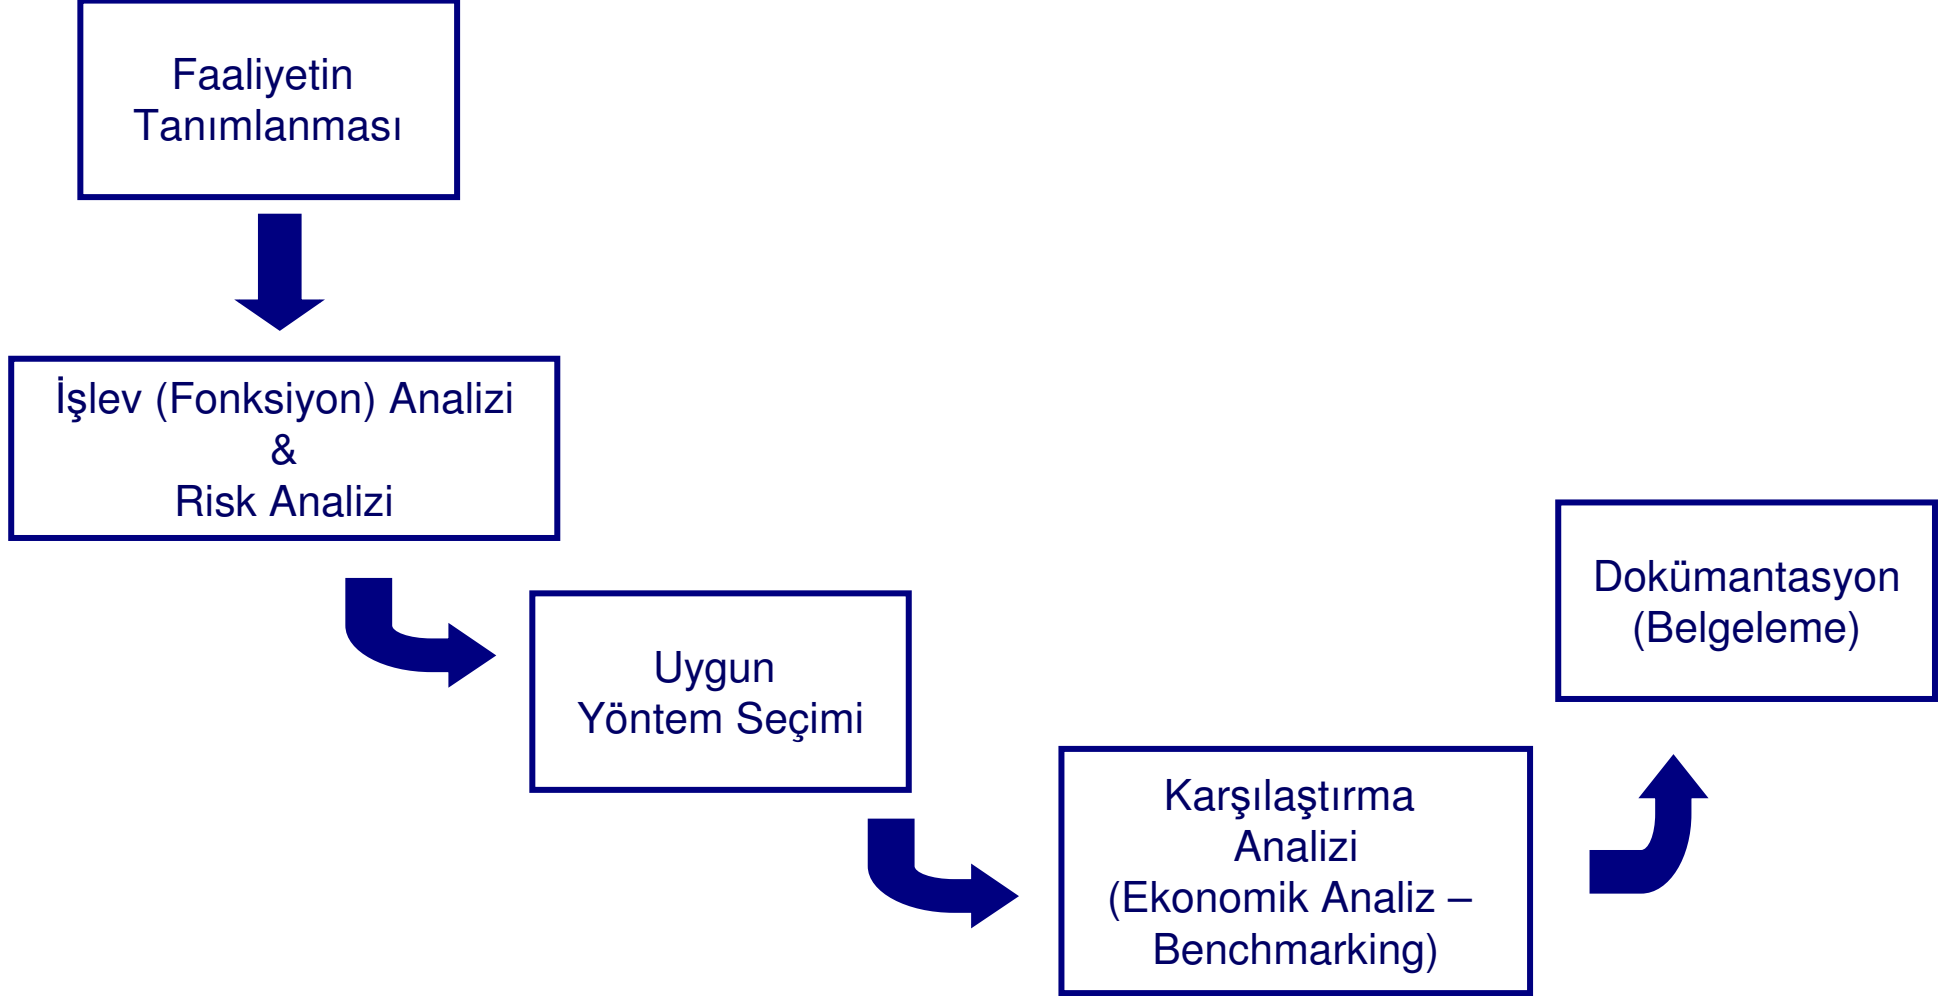 Faaliyetin
Tanımlanması
İşlev (Fonksiyon) Analizi
&
Risk Analizi
Uygun
Yöntem Seçimi
Karşılaştırma
Analizi
(Ekonomik Analiz –
Benchmarking)
Dokümantasyon
(Belgeleme)